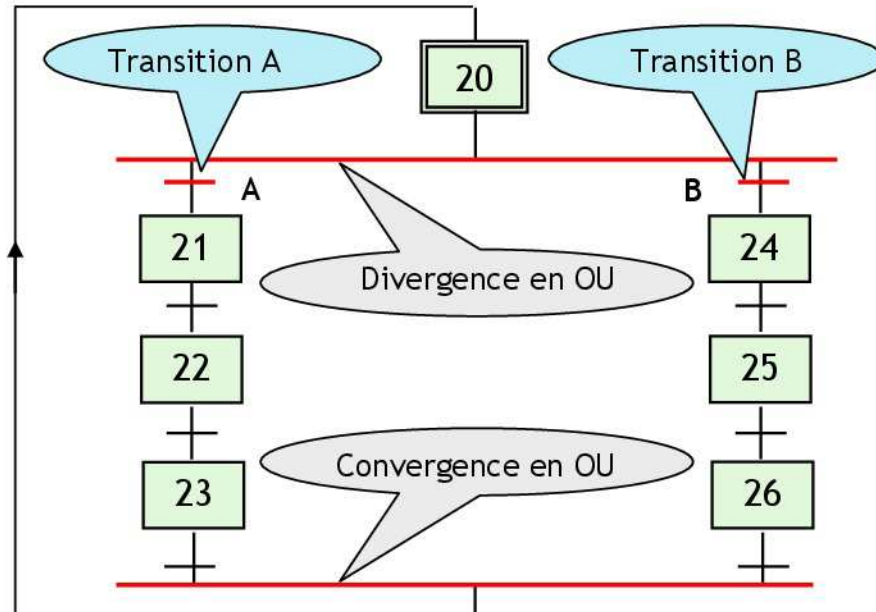 Transition A
20
Transition B
A
B
21
24
Divergence en OU
22
25
Convergence en OU
23
26